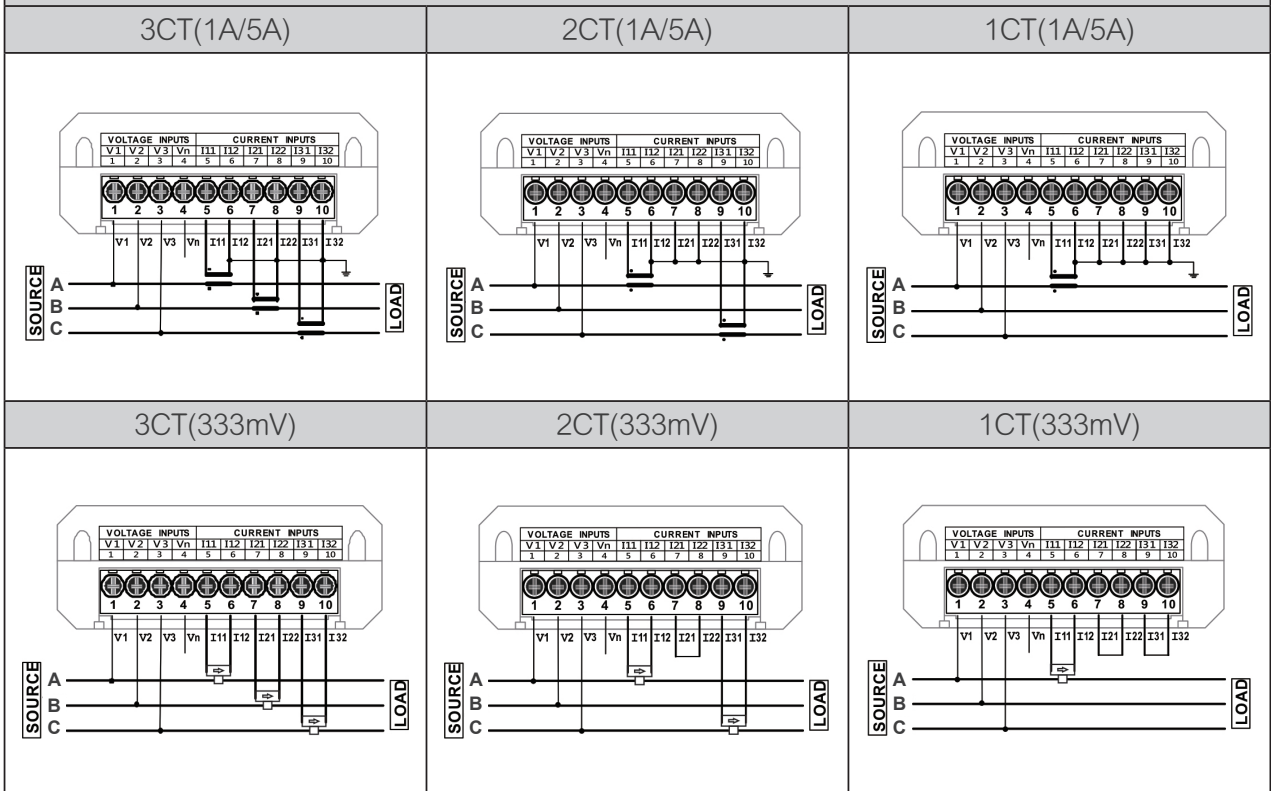 3CT(1A/5A)
2CT(1A/5A)
1CT(1A/5A)
VOLTAGE INPUTS CURRENT INPUTS
V1 V2 V3 Vn I11 I12 I21 I22 I31 I32
1 2 3 4 5 6 7 8 9 10
1 2 3 4 5 6 7 8 9 10
V1 V2 V3 Vn I11 I12 I21 I22 I31 I32
SOURCE
A
B
C
LOAD
VOLTAGE INPUTS CURRENT INPUTS
V1 V2 V3 Vn I11 I12 I21 I22 I31 I32
1 2 3 4 5 6 7 8 9 10
1 2 3 4 5 6 7 8 9 10
V1 V2 V3 Vn I11 I12 I21 I22 I31 I32
SOURCE
A
B
C
LOAD
VOLTAGE INPUTS CURRENT INPUTS
V1 V2 V3 Vn I11 I12 I21 I22 I31 I32
1 2 3 4 5 6 7 8 9 10
1 2 3 4 5 6 7 8 9 10
V1 V2 V3 Vn I11 I12 I21 I22 I31 I32
SOURCE
A
B
C
LOAD
3CT(333mV)
2CT(333mV)
1CT(333mV)
VOLTAGE INPUTS CURRENT INPUTS
V1 V2 V3 Vn I11 I12 I21 I22 I31 I32
1 2 3 4 5 6 7 8 9 10
1 2 3 4 5 6 7 8 9 10
V1 V2 V3 Vn I11 I12 I21 I22 I31 I32
SOURCE
A
B
C
LOAD
VOLTAGE INPUTS CURRENT INPUTS
V1 V2 V3 Vn I11 I12 I21 I22 I31 I32
1 2 3 4 5 6 7 8 9 10
1 2 3 4 5 6 7 8 9 10
V1 V2 V3 Vn I11 I12 I21 I22 I31 I32
SOURCE
A
B
C
LOAD
VOLTAGE INPUTS CURRENT INPUTS
V1 V2 V3 Vn I11 I12 I21 I22 I31 I32
1 2 3 4 5 6 7 8 9 10
1 2 3 4 5 6 7 8 9 10
V1 V2 V3 Vn I11 I12 I21 I22 I31 I32
SOURCE
A
B
C
LOAD